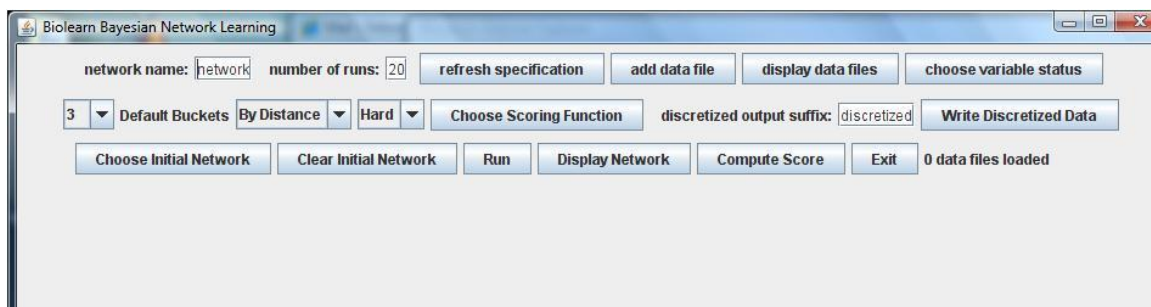 Biolearn Bayesian Network Learning
network name: network number of runs: 20 refresh specification add data file display data files choose variable status
3 Default Buckets By Distance Hard Choose Scoring Function discretized output suffix: discretized Write Discretized Data
Choose Initial Network Clear Initial Network Run Display Network Compute Score Exit 0 data files loaded